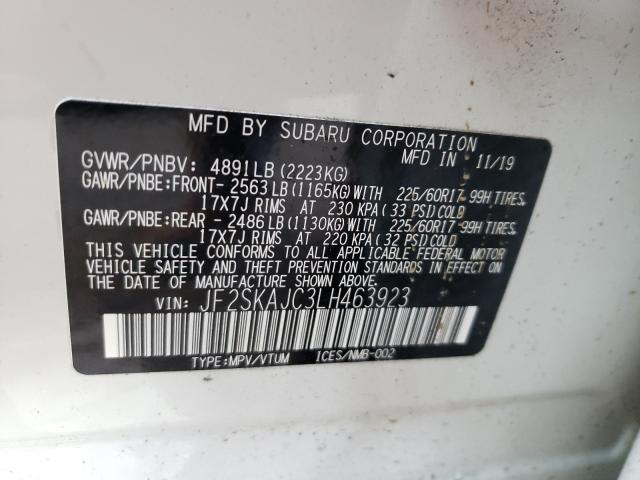 MFD BY SUBARU CORPORATION
GVWR/PNBV: 4891LB (2223KG) MFD IN 11/19
GAWR/PNBE:FRONT- 2563LB (1165KG) WITH 225/60R17 99H TIRES,
17X7J RIMS AT 230 KPA (33 PSI) COLD
GAWR/PNBE:REAR - 2486LB (1130KG) WITH 225/60R17 99H TIRES,
17X7J RIMS AT 220 KPA (32 PSI) COLD
THIS VEHICLE CONFORMS TO ALL APPLICABLE FEDERAL MOTOR
VEHICLE SAFETY AND THEFT PREVENTION STANDARDS IN EFFECT ON
THE DATE OF MANUFACTURE SHOWN ABOVE.
VIN: JF2SKAJC3LH463923
TYPE:MPV/VTUM ICES/NMB-002